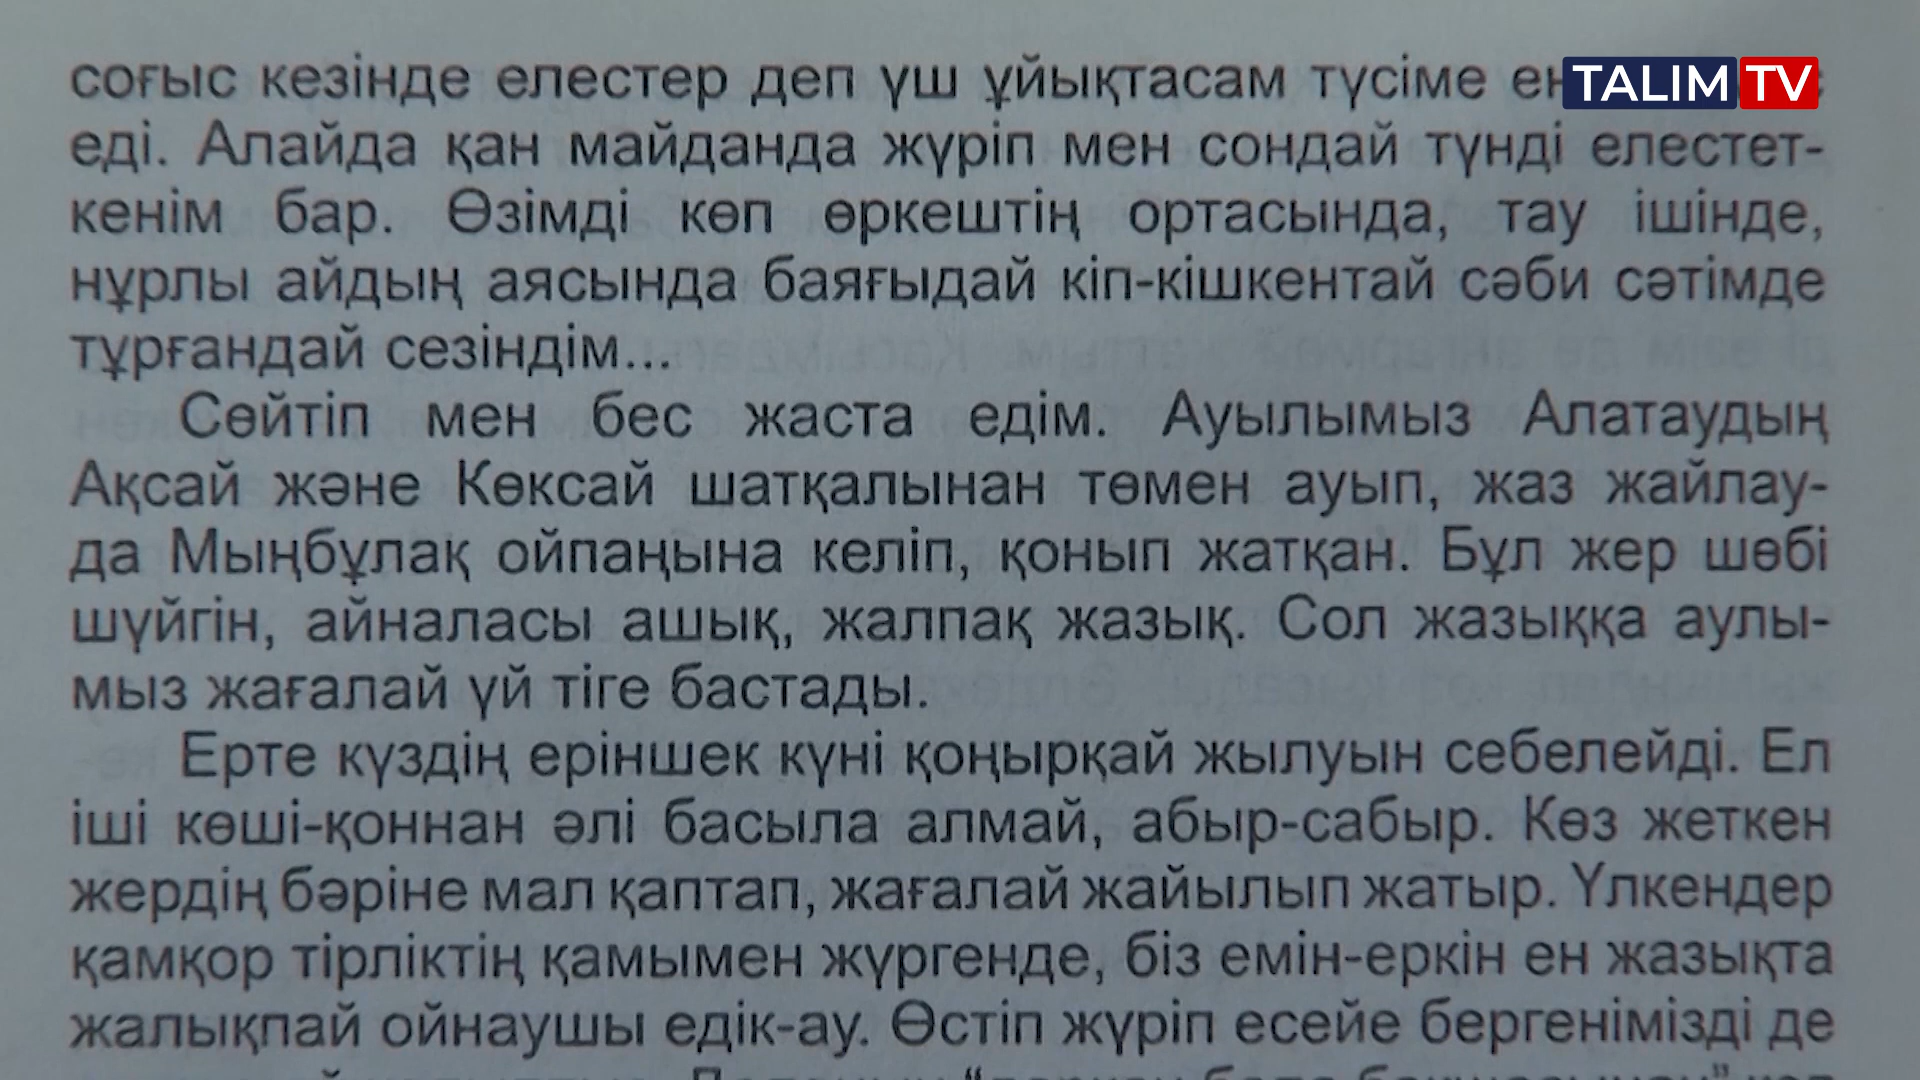 соғыс кезінде елестер деп үш ұйықтасам түсіме
TALIM TV
еді. Алайда қан майданда жүріп мен сондай түнді елестет-
кенім бар. Өзімді көп өркештің ортасында, тау ішінде,
нұрлы айдың аясында баяғыдай кіп-кішкентай сәби сәтімде
тұрғандай сезіндім...
Сөйтіп мен бес жаста едім. Ауылымыз Алатаудың
Ақсай және Көксай шатқалынан төмен ауып, жаз жайлау-
да Мыңбұлақ ойпаңына келіп, қонып жатқан. Бұл жер шөбі
шүйгін, айналасы ашық, жалпақ жазық. Сол жазыққа аулы-
мыз жағалай үй тіге бастады.
Ерте күздің еріншек күні қоңырқай жылуын себелейді. Ел
іші көші-қоннан әлі басыла алмай, абыр-сабыр. Көз жеткен
жердің бәріне мал қаптап, жағалай жайылып жатыр. Үлкендер
қамқор тірліктің қамымен жүргенде, біз емін-еркін ен жазықта
жалықпай ойнаушы едік-ау. Өстіп жүріп есейе бергенімізді де